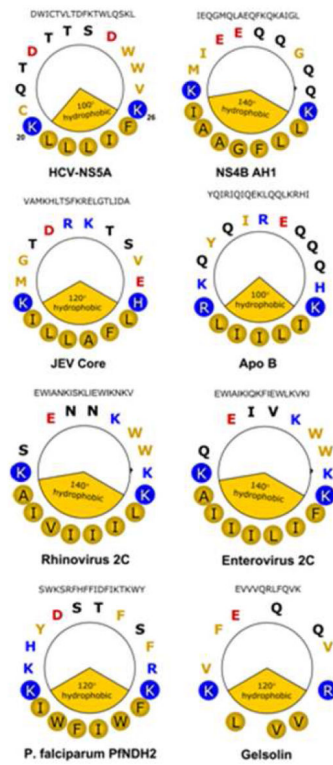 DWICTVLTDFKTWLQSKL
T T S D
D W
T W
Q V
C K
K F 26
20 L L L I
100° hydrophobic
HCV-NS5A
IEQGMQLAEQFKQKAIGL
E E Q Q
I G
M Q
K Q
I K
A A G F L L
140° hydrophobic
NS4B AH1
VAMKHLTSFKRELGTLIDA
D R K T
T S
G V
M E
K H
I L L A F L
120° hydrophobic
JEV Core
YQIRIQIQEKLQQLKRHI
I R E Q
Q Q
Y Q
Q H
K K
R L I I L I
100° hydrophobic
Apo B
EWIANKISKLIEWIKNKV
E N N K
W
S W
K K
A K
I V I I I L
140° hydrophobic
Rhinovirus 2C
EWIAIKIQKFIEWLKVKI
E I V K
W
Q W
K K
A K
I I I L I F
140° hydrophobic
Enterovirus 2C
SWKSRFHFFIDFIKTKWY
D S T F
Y S
H F
K R
K K
I W F I W F
120° hydrophobic
P. falciparum PfNDH2
EVVVQRLFQVK
E Q
F Q
V V
K R
L V V
120° hydrophobic
Gelsolin